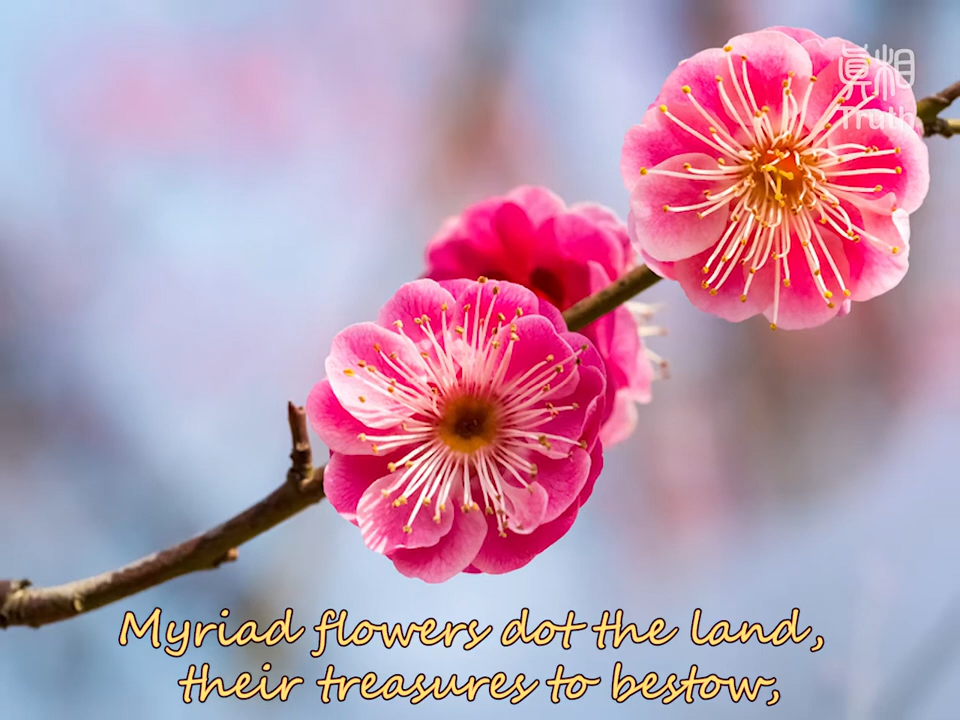 真相
Truth
Myriad flowers dot the land,
their treasures to bestow,